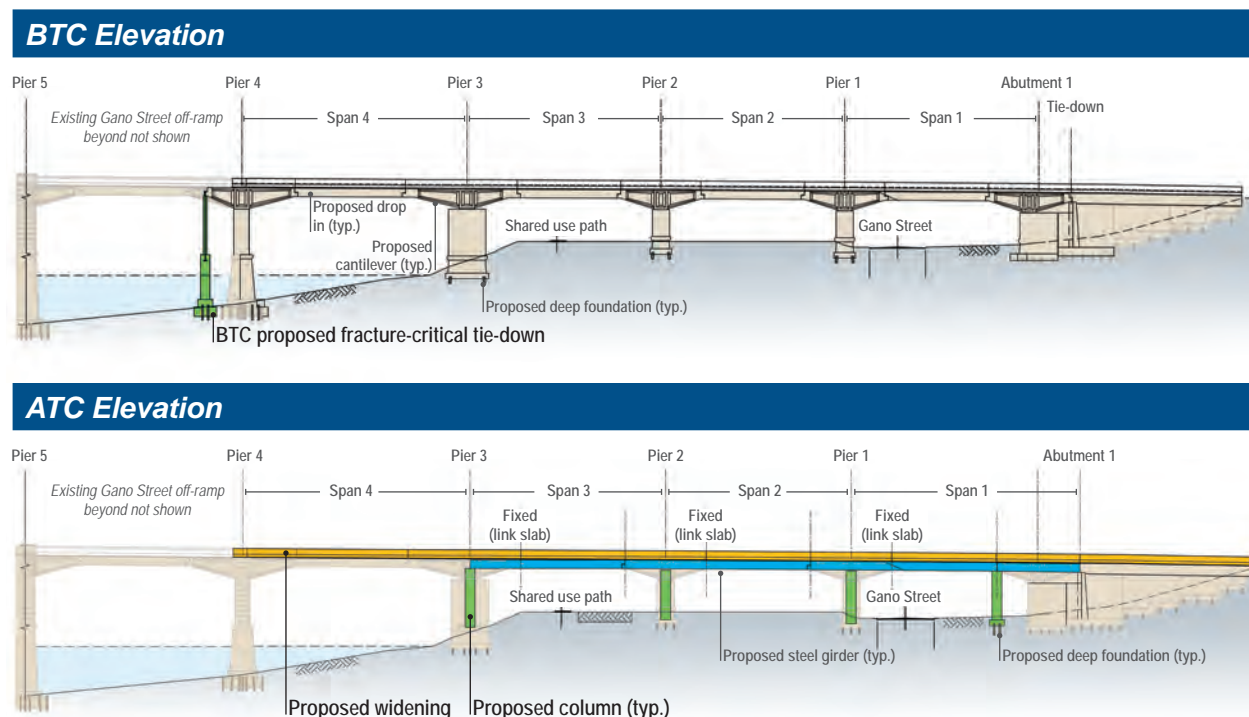 BTC Elevation
Pier 5
Pier 4
Pier 3
Pier 2
Pier 1
Abutment 1
Tie-down
Existing Gano Street off-ramp
beyond not shown
Span 4
Span 3
Span 2
Span 1
Proposed drop
in (typ.)
Shared use path
Gano Street
Proposed
cantilever (typ.)
Proposed deep foundation (typ.)
BTC proposed fracture-critical tie-down
ATC Elevation
Pier 5
Pier 4
Pier 3
Pier 2
Pier 1
Abutment 1
Existing Gano Street off-ramp
beyond not shown
Span 4
Span 3
Span 2
Span 1
Fixed
(link slab)
Fixed
(link slab)
Fixed
(link slab)
Shared use path
Gano Street
Proposed steel girder (typ.)
Proposed deep foundation (typ.)
Proposed widening
Proposed column (typ.)